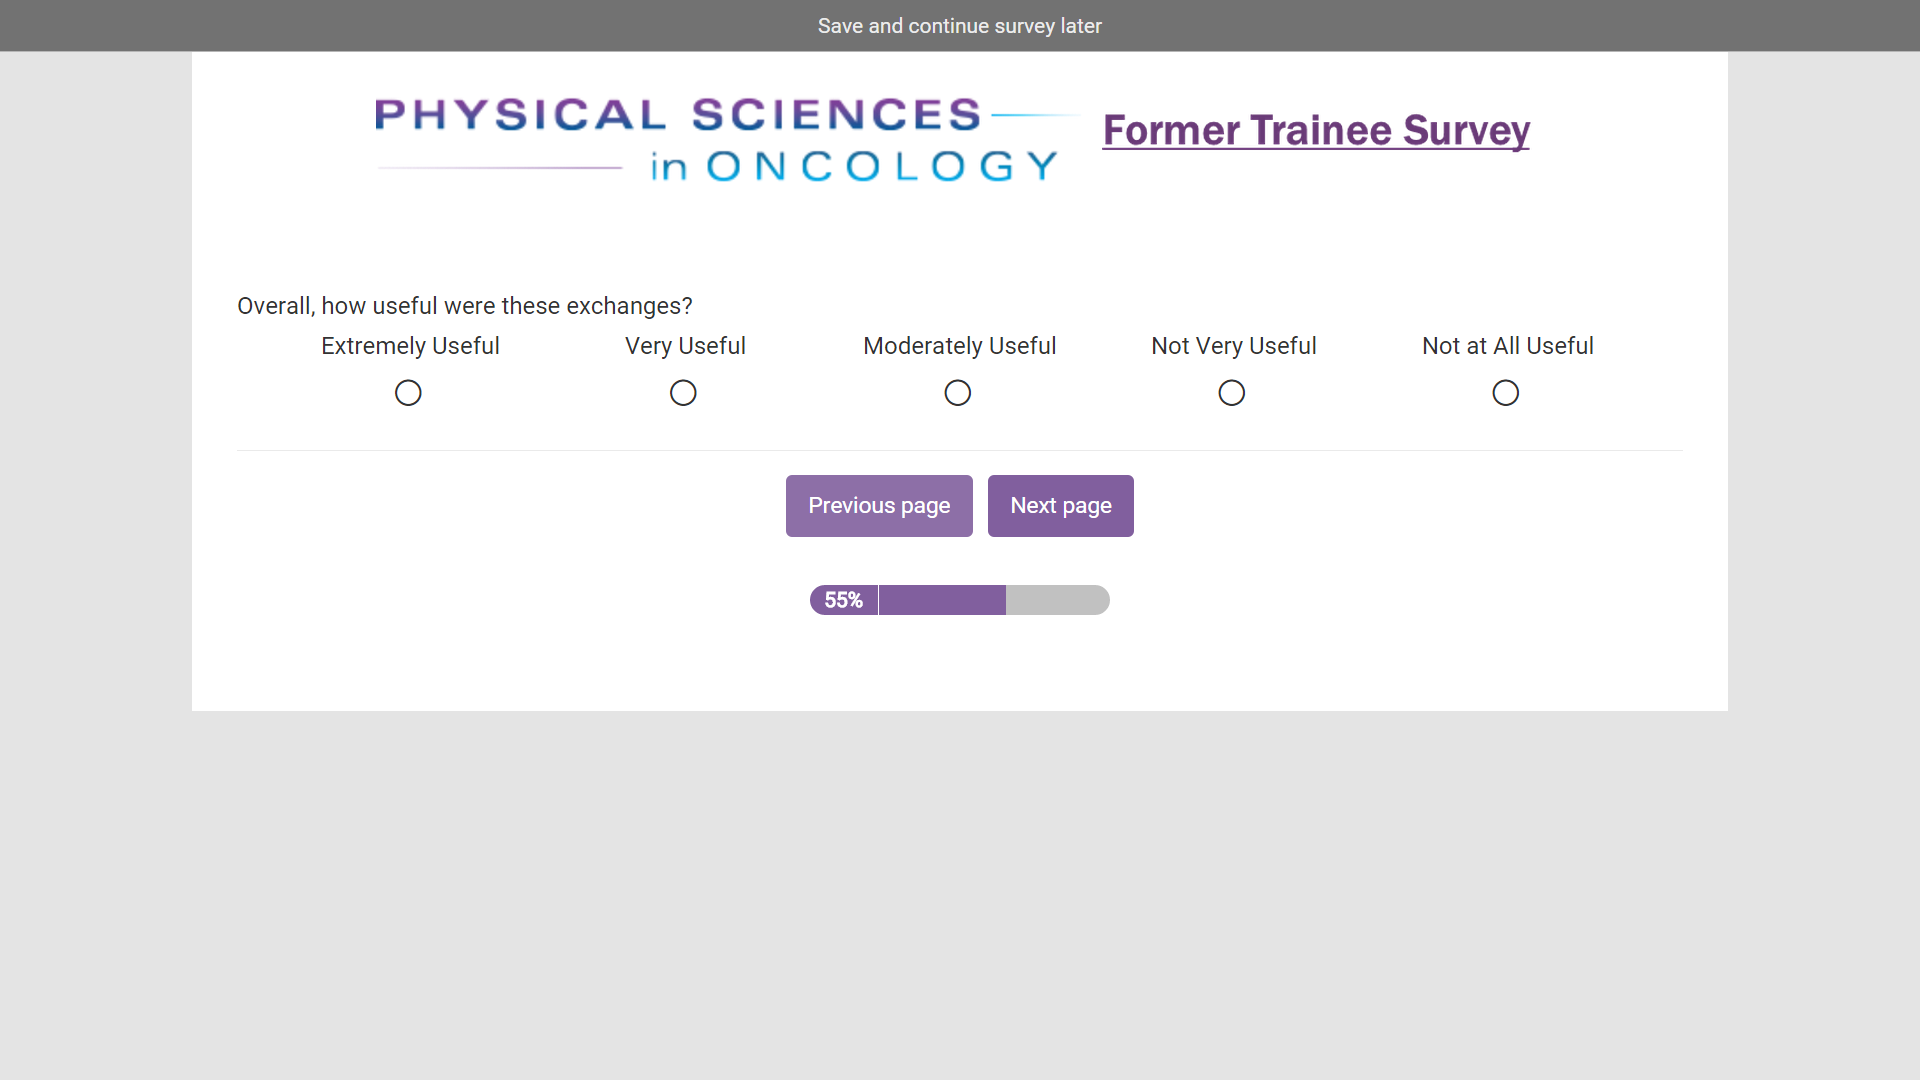 Save and continue survey later
PHYSICAL SCIENCES
in ONCOLOGY
Former Trainee Survey
Overall, how useful were these exchanges?
Extremely Useful Very Useful Moderately Useful Not Very Useful Not at All Useful
Previous page Next page
55%